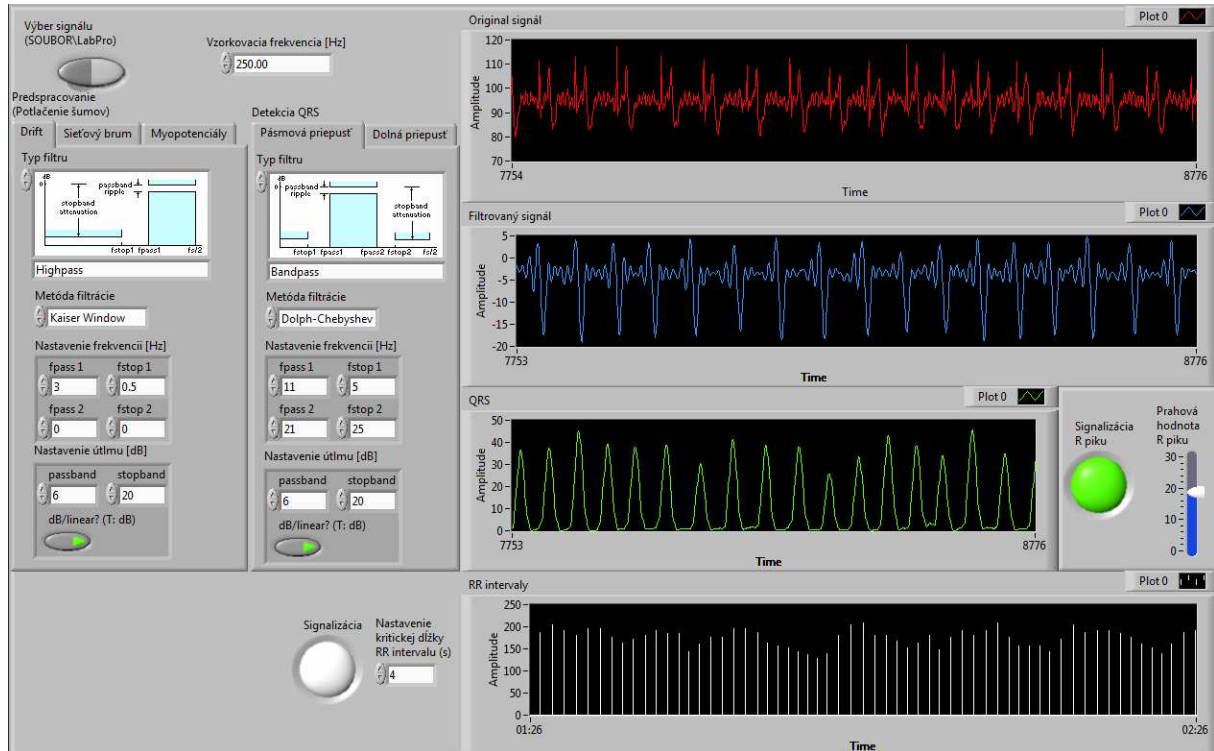 Výber signálu
(SOUBOR\LabPro)
Vzorkovacia frekvencia [Hz]
250.00
Predspracovanie
(Potlačenie šumov)
Drift
Sieťový brum
Myopotenciály
Typ filtru
dB
0
passband
ripple
stopband
attenuation
fstop1 fpass1 fs/2
Highpass
Metóda filtrácie
Kaiser Window
Nastavenie frekvencii [Hz]
fpass 1 fstop 1
3 0.5
fpass 2 fstop 2
0 0
Nastavenie útlmu [dB]
passband stopband
6 20
dB/linear? (T: dB)
Detekcia QRS
Pásmová priepusť
Dolná priepusť
Typ filtru
dB
0
passband
ripple
stopband
attenuation
fstop1 fpass1 fpass2 fstop2 fs/2
Bandpass
Metóda filtrácie
Dolph-Chebyshev
Nastavenie frekvencii [Hz]
fpass 1 fstop 1
11 5
fpass 2 fstop 2
21 25
Nastavenie útlmu [dB]
passband stopband
6 20
dB/linear? (T: dB)
Signalizácia
Nastavenie
kritickej dĺžky
RR intervalu (s)
4
Original signál
Plot 0
Amplitude
120
110
100
90
80
70
7754 8776
Time
Filtrovaný signál
Plot 0
Amplitude
5
0
-5
-10
-15
-20
7753 8776
Time
QRS
Plot 0
Amplitude
50
40
30
20
10
0
7753 8776
Time
Signalizácia
R piku
Prahová
hodnota
R piku
30
20
10
0
RR intervaly
Plot 0
Amplitude
250
200
150
100
50
0
01:26 02:26
Time